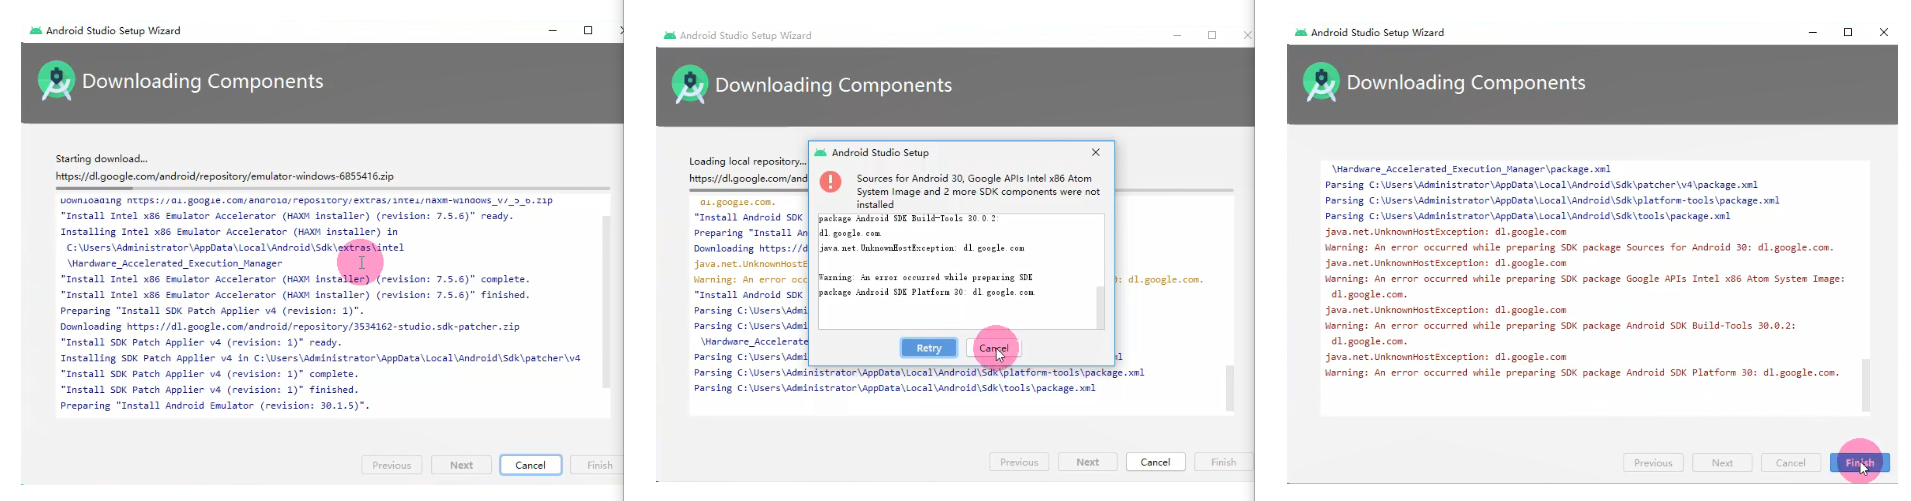 Android Studio Setup Wizard
Downloading Components
Starting download...
https://dl.google.com/android/repository/emulator-windows-6855416.zip
Downloading https://dl.google.com/android/repository/extras/intel/haxm-windows_v7_5_6.zip
"Install Intel x86 Emulator Accelerator (HAXM installer) (revision: 7.5.6)" ready.
Installing Intel x86 Emulator Accelerator (HAXM installer) in
C:\Users\Administrator\AppData\Local\Android\Sdk\extras\intel
\Hardware_Accelerated_Execution_Manager
"Install Intel x86 Emulator Accelerator (HAXM installer) (revision: 7.5.6)" complete.
"Install Intel x86 Emulator Accelerator (HAXM installer) (revision: 7.5.6)" finished.
Preparing "Install SDK Patch Applier v4 (revision: 1)".
Downloading https://dl.google.com/android/repository/3534162-studio.sdk-patcher.zip
"Install SDK Patch Applier v4 (revision: 1)" ready.
Installing SDK Patch Applier v4 in C:\Users\Administrator\AppData\Local\Android\Sdk\patcher\v4
"Install SDK Patch Applier v4 (revision: 1)" complete.
"Install SDK Patch Applier v4 (revision: 1)" finished.
Preparing "Install Android Emulator (revision: 30.1.5)".
Previous Next Cancel Finish
Android Studio Setup Wizard
Downloading Components
Loading local repository...
https://dl.google.com/and
dl.google.com.
"Install Android SDK
Preparing "Install An
Downloading https://d
java.net.UnknownHostE
Warning: An error occ : dl.google.com.
"Install Android SDK
Parsing C:\Users\Admi
Parsing C:\Users\Admi
\Hardware_Accelerate
Parsing C:\Users\Admi ml
Parsing C:\Users\Administrator\AppData\Local\Android\Sdk\platform-tools\package.xml
Parsing C:\Users\Administrator\AppData\Local\Android\Sdk\tools\package.xml
Android Studio Setup
Sources for Android 30, Google APIs Intel x86 Atom
System Image and 2 more SDK components were not
installed
package Android SDK Build-Tools 30.0.2:
dl.google.com.
java.net.UnknownHostException: dl.google.com
Warning: An error occurred while preparing SDK
package Android SDK Platform 30: dl.google.com.
Retry Cancel
Previous Next Cancel Finish
Android Studio Setup Wizard
Downloading Components
\Hardware_Accelerated_Execution_Manager\package.xml
Parsing C:\Users\Administrator\AppData\Local\Android\Sdk\patcher\v4\package.xml
Parsing C:\Users\Administrator\AppData\Local\Android\Sdk\platform-tools\package.xml
Parsing C:\Users\Administrator\AppData\Local\Android\Sdk\tools\package.xml
java.net.UnknownHostException: dl.google.com
Warning: An error occurred while preparing SDK package Sources for Android 30: dl.google.com.
java.net.UnknownHostException: dl.google.com
Warning: An error occurred while preparing SDK package Google APIs Intel x86 Atom System Image:
dl.google.com.
java.net.UnknownHostException: dl.google.com
Warning: An error occurred while preparing SDK package Android SDK Build-Tools 30.0.2:
dl.google.com.
java.net.UnknownHostException: dl.google.com
Warning: An error occurred while preparing SDK package Android SDK Platform 30: dl.google.com.
Previous Next Cancel Finish